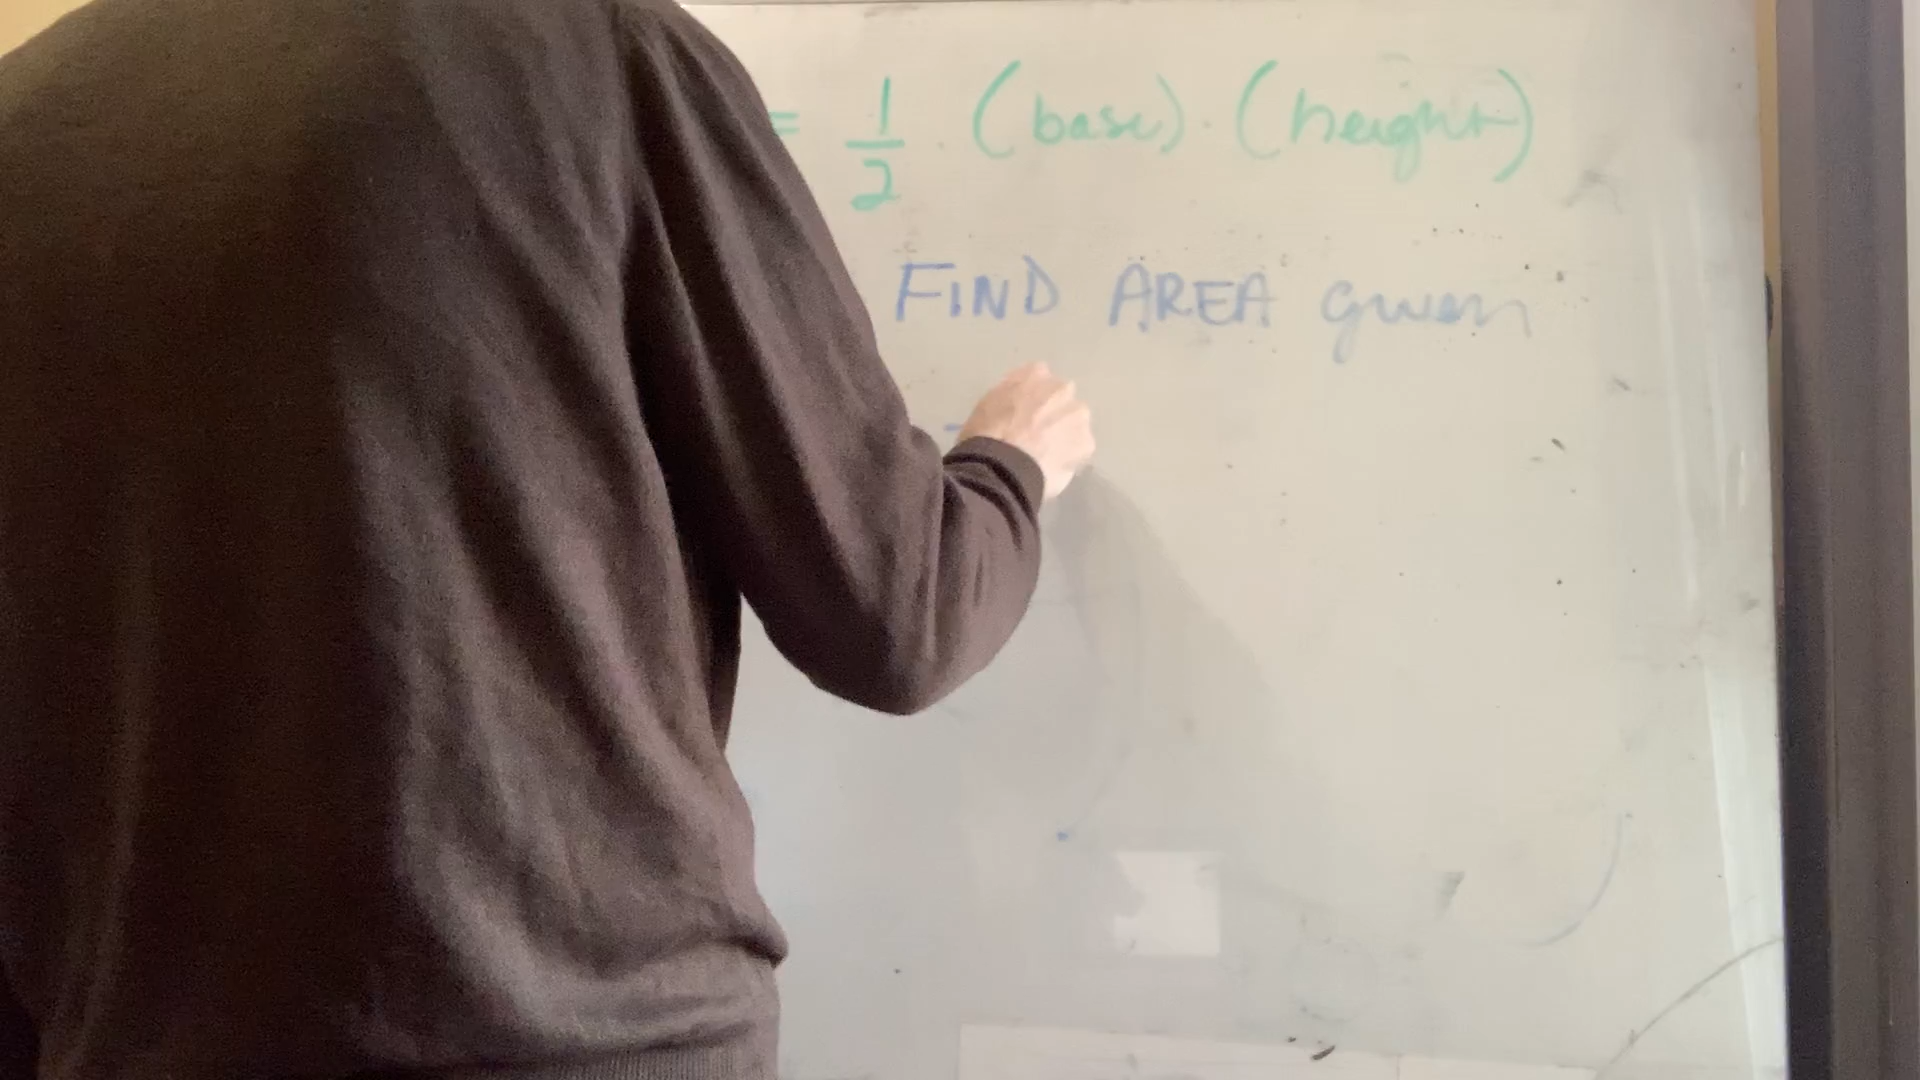 = 1/2 · (base) · (height)
FIND AREA given